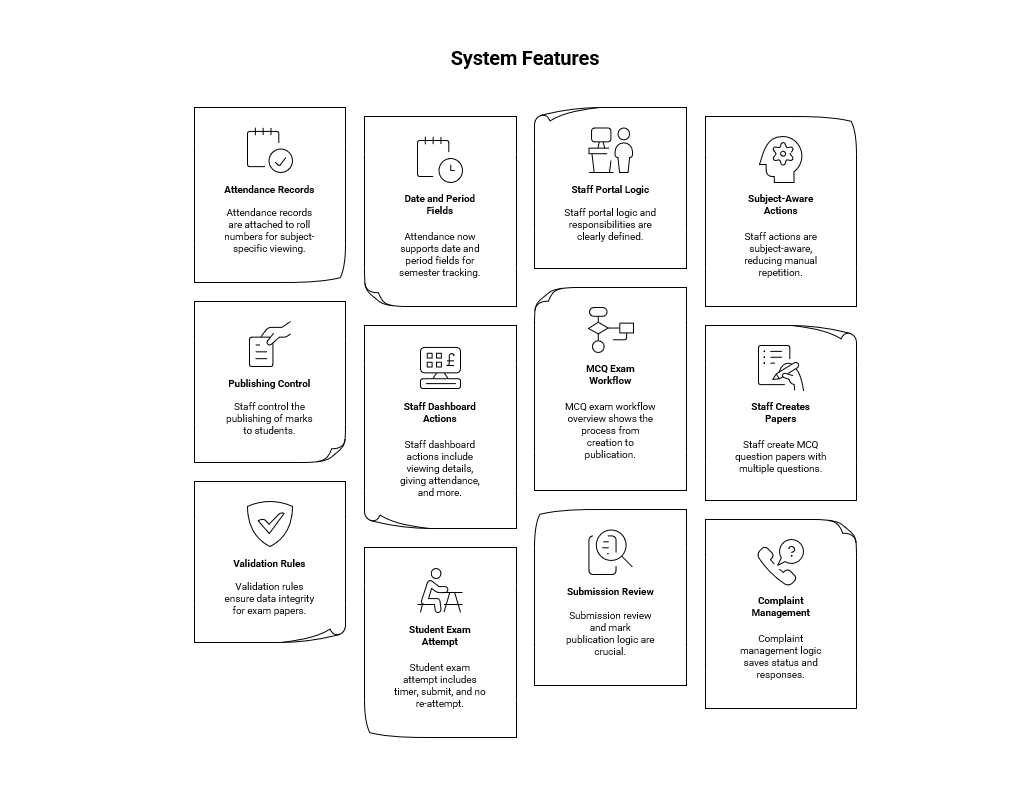 System Features
Attendance Records
Attendance records
are attached to roll
numbers for subject-
specific viewing.
Publishing Control
Staff control the
publishing of marks
to students.
Validation Rules
Validation rules
ensure data integrity
for exam papers.
Date and Period
Fields
Attendance now
supports date and
period fields for
semester tracking.
Staff Dashboard
Actions
Staff dashboard
actions include
viewing details,
giving attendance,
and more.
Student Exam
Attempt
Student exam
attempt includes
timer, submit, and no
re-attempt.
Staff Portal Logic
Staff portal logic and
responsibilities are
clearly defined.
MCQ Exam
Workflow
MCQ exam workflow
overview shows the
process from
creation to
publication.
Submission Review
Submission review
and mark
publication logic are
crucial.
Subject-Aware
Actions
Staff actions are
subject-aware,
reducing manual
repetition.
Staff Creates
Papers
Staff create MCQ
question papers with
multiple questions.
Complaint
Management
Complaint
management logic
saves status and
responses.